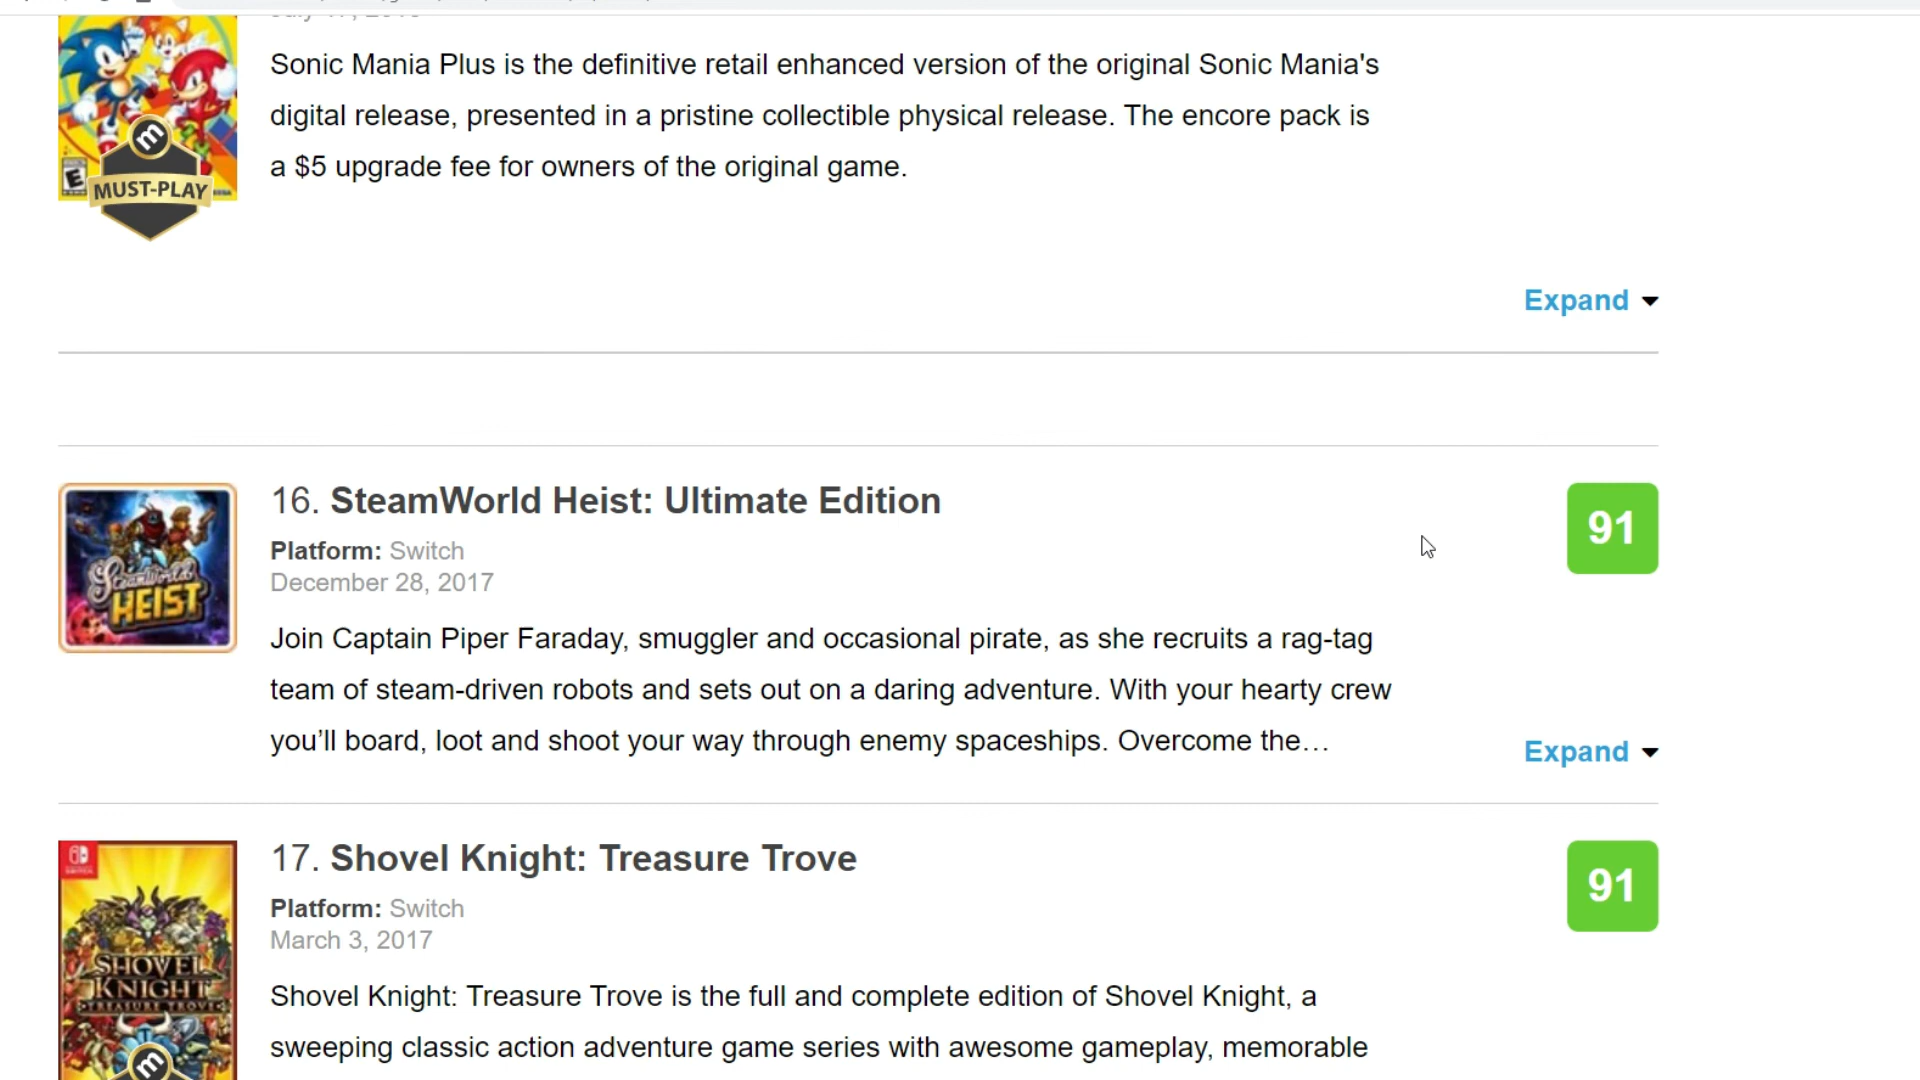 Sonic Mania Plus is the definitive retail enhanced version of the original Sonic Mania's
digital release, presented in a pristine collectible physical release. The encore pack is
a $5 upgrade fee for owners of the original game.
E
m
MUST-PLAY
Expand
16. SteamWorld Heist: Ultimate Edition
91
Platform: Switch
December 28, 2017
SteamWorld
HEIST
Join Captain Piper Faraday, smuggler and occasional pirate, as she recruits a rag-tag
team of steam-driven robots and sets out on a daring adventure. With your hearty crew
you’ll board, loot and shoot your way through enemy spaceships. Overcome the…
Expand
17. Shovel Knight: Treasure Trove
91
Platform: Switch
March 3, 2017
SHOVEL
KNIGHT
TREASURE TROVE
m
Shovel Knight: Treasure Trove is the full and complete edition of Shovel Knight, a
sweeping classic action adventure game series with awesome gameplay, memorable